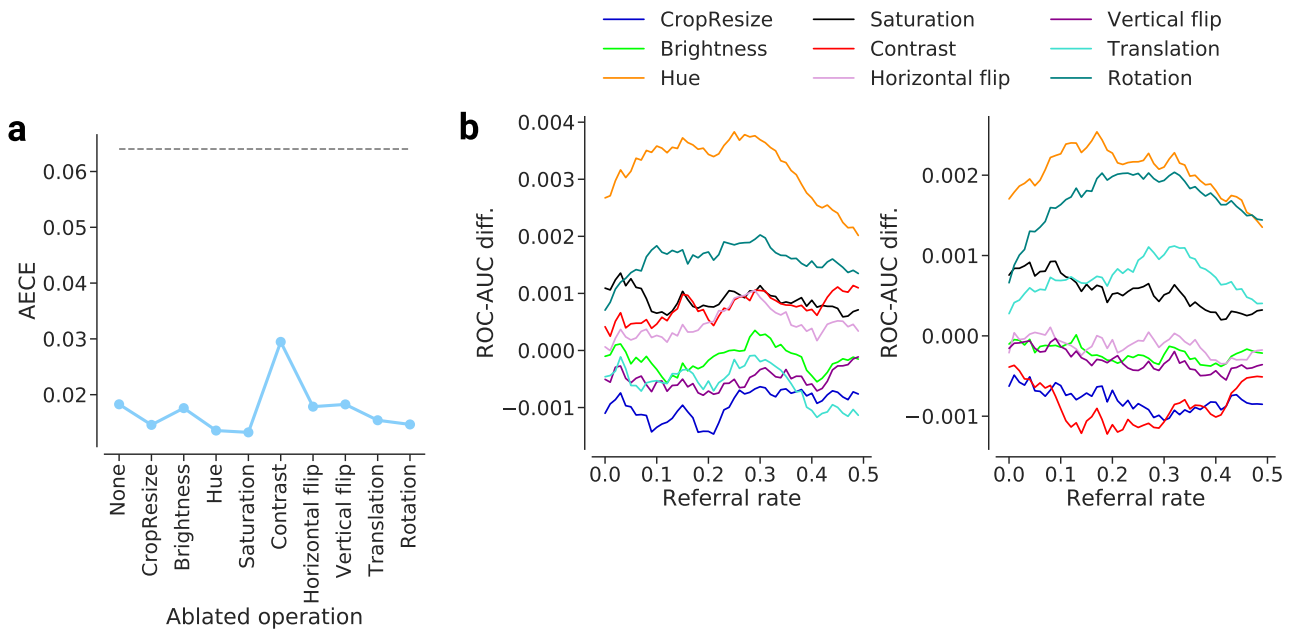 CropResize
Brightness
Hue
Saturation
Contrast
Horizontal flip
Vertical flip
Translation
Rotation
a
0.06
0.05
0.04
0.03
0.02
AECE
None
CropResize
Brightness
Hue
Saturation
Contrast
Horizontal flip
Vertical flip
Translation
Rotation
Ablated operation
b
0.004
0.003
0.002
0.001
0.000
−0.001
ROC-AUC diff.
0.0 0.1 0.2 0.3 0.4 0.5
Referral rate
0.002
0.001
0.000
−0.001
ROC-AUC diff.
0.0 0.1 0.2 0.3 0.4 0.5
Referral rate